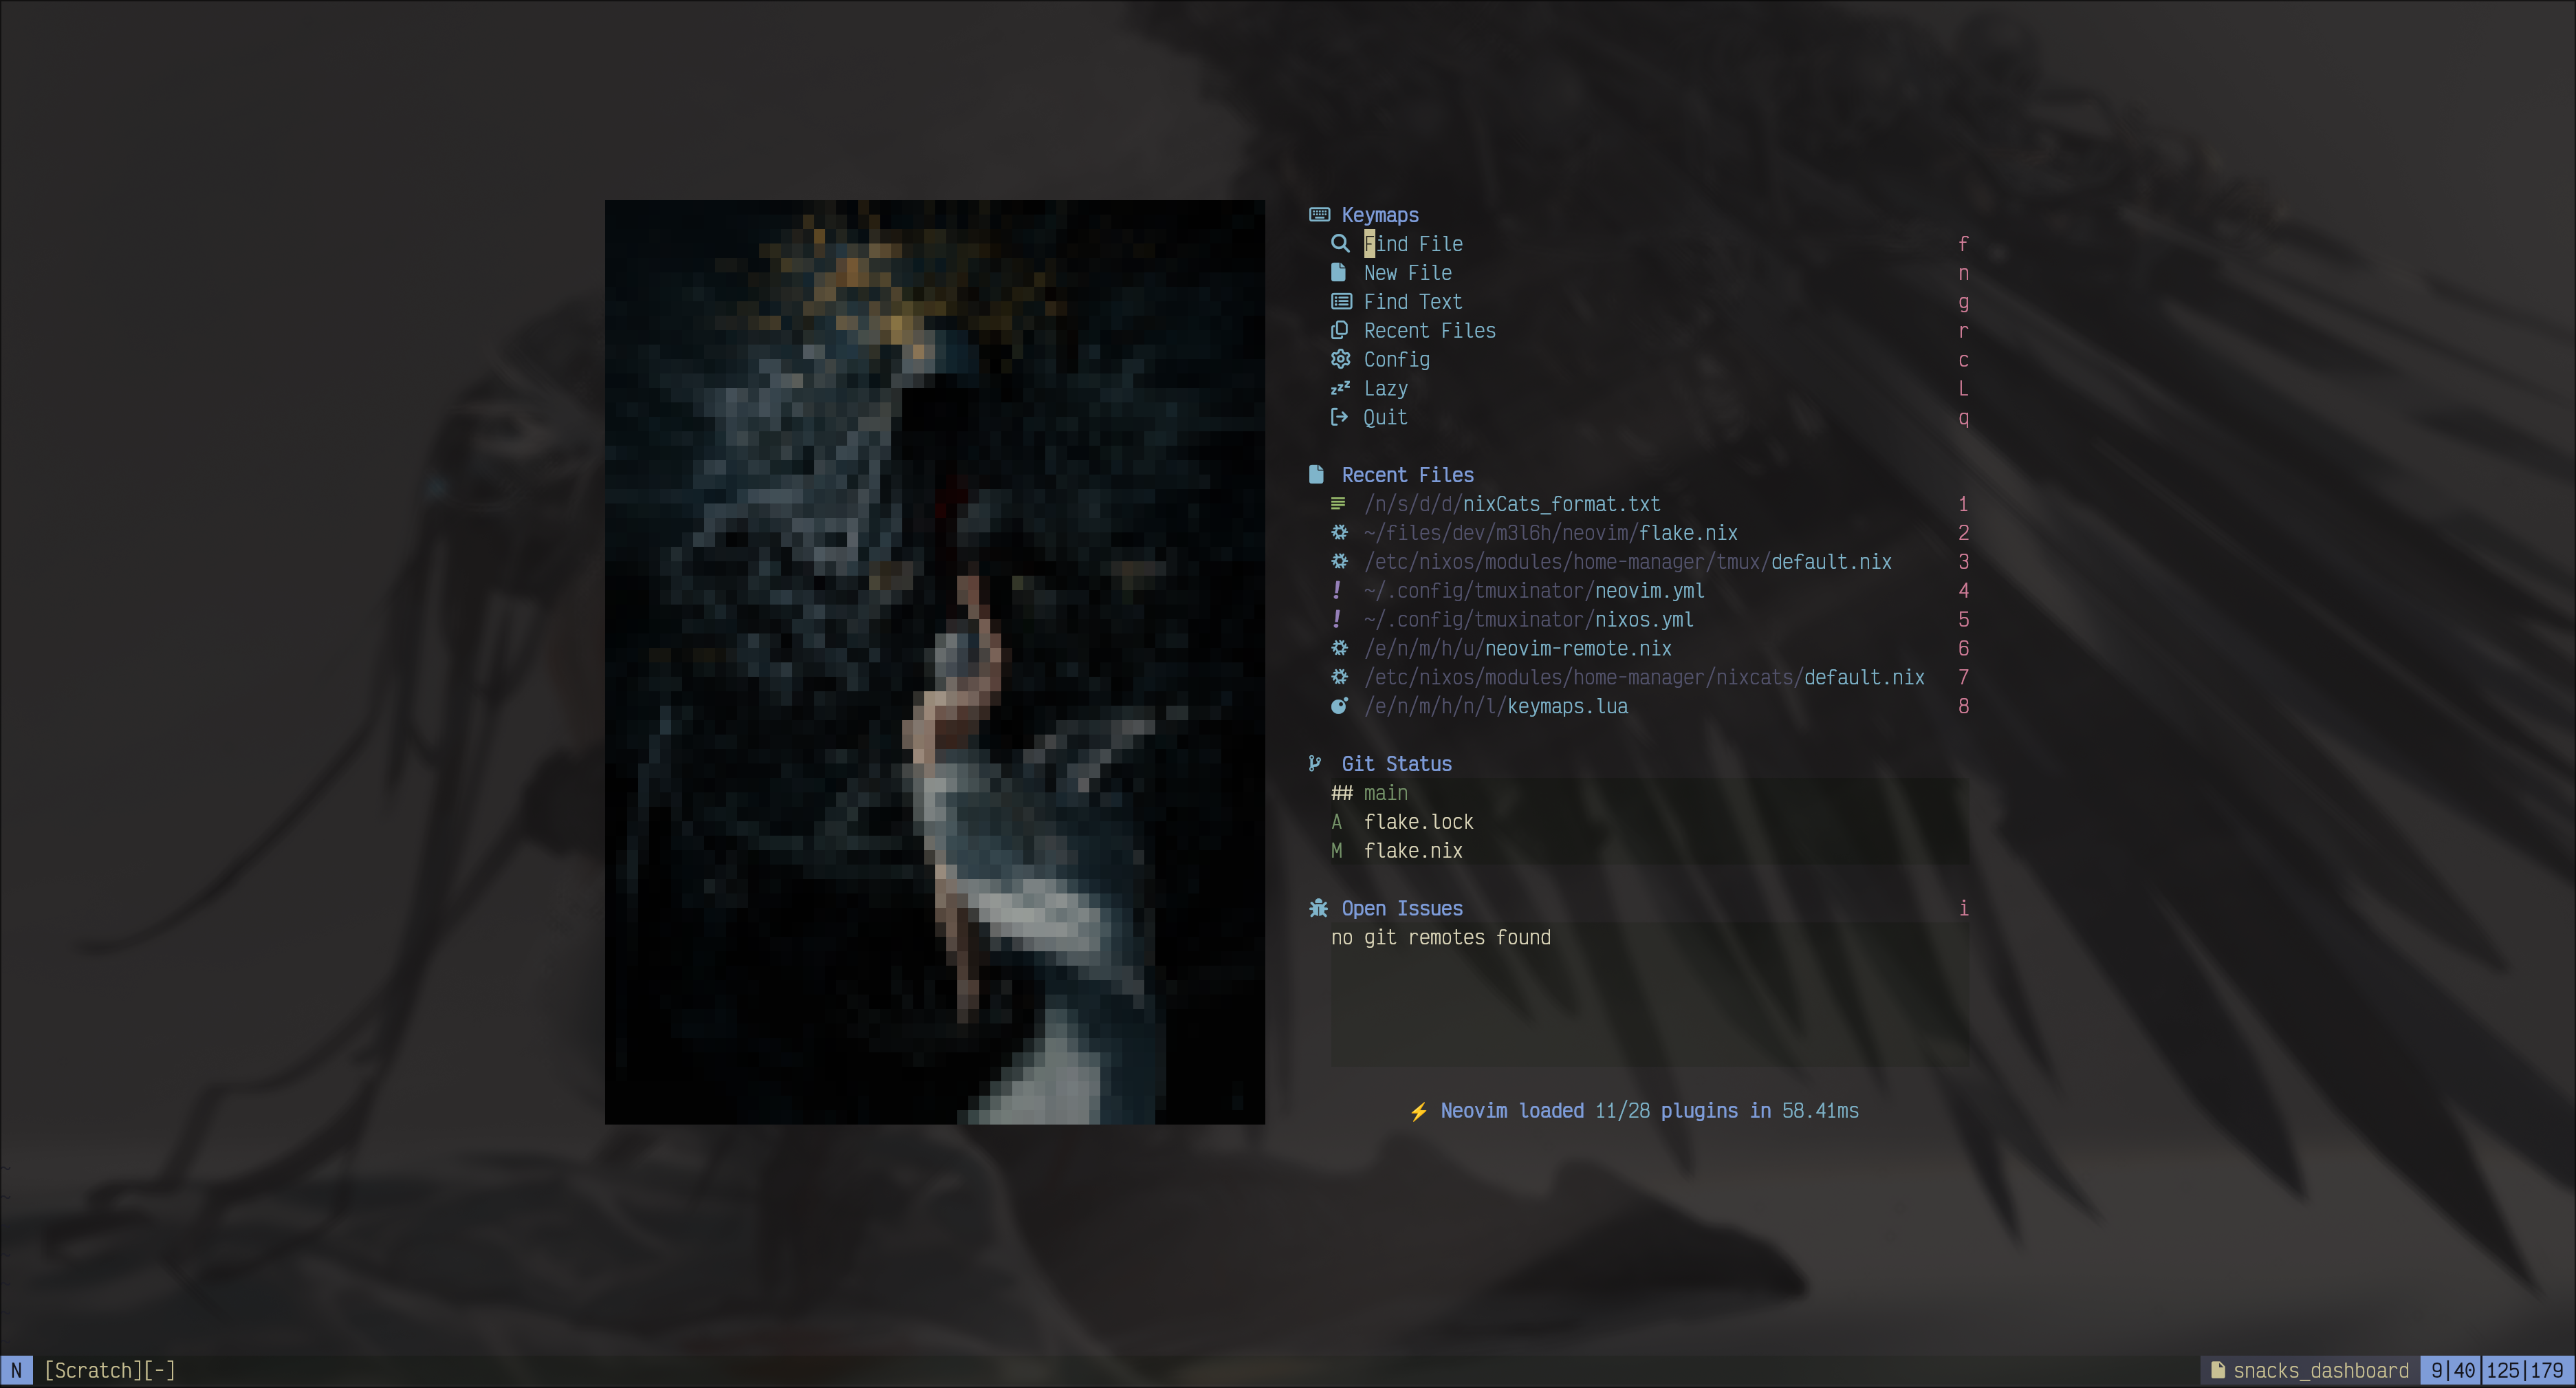 Keymaps
Find File f
New File n
Find Text g
Recent Files r
Config c
Lazy L
Quit q
Recent Files
/n/s/d/d/nixCats_format.txt 1
~/files/dev/m3l6h/neovim/flake.nix 2
/etc/nixos/modules/home-manager/tmux/default.nix 3
~/.config/tmuxinator/neovim.yml 4
~/.config/tmuxinator/nixos.yml 5
/e/n/m/h/u/neovim-remote.nix 6
/etc/nixos/modules/home-manager/nixcats/default.nix 7
/e/n/m/h/n/l/keymaps.lua 8
Git Status
## main
A flake.lock
M flake.nix
Open Issues i
no git remotes found
⚡ Neovim loaded 11/28 plugins in 58.41ms
~
~
N [Scratch][-] snacks_dashboard 9|40 125|179